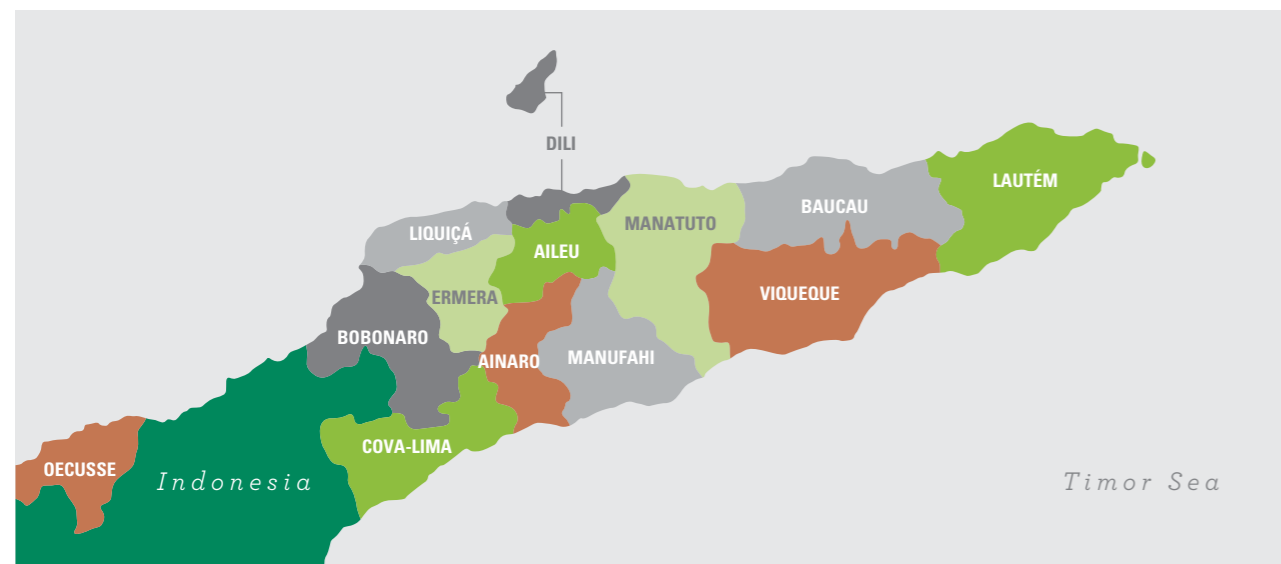 DILI
LAUTÉM
BAUCAU
MANATUTO
LIQUIÇÁ
AILEU
VIQUEQUE
ERMERA
BOBONARO
MANUFAHI
AINARO
COVA-LIMA
OECUSSE
Indonesia
Timor Sea